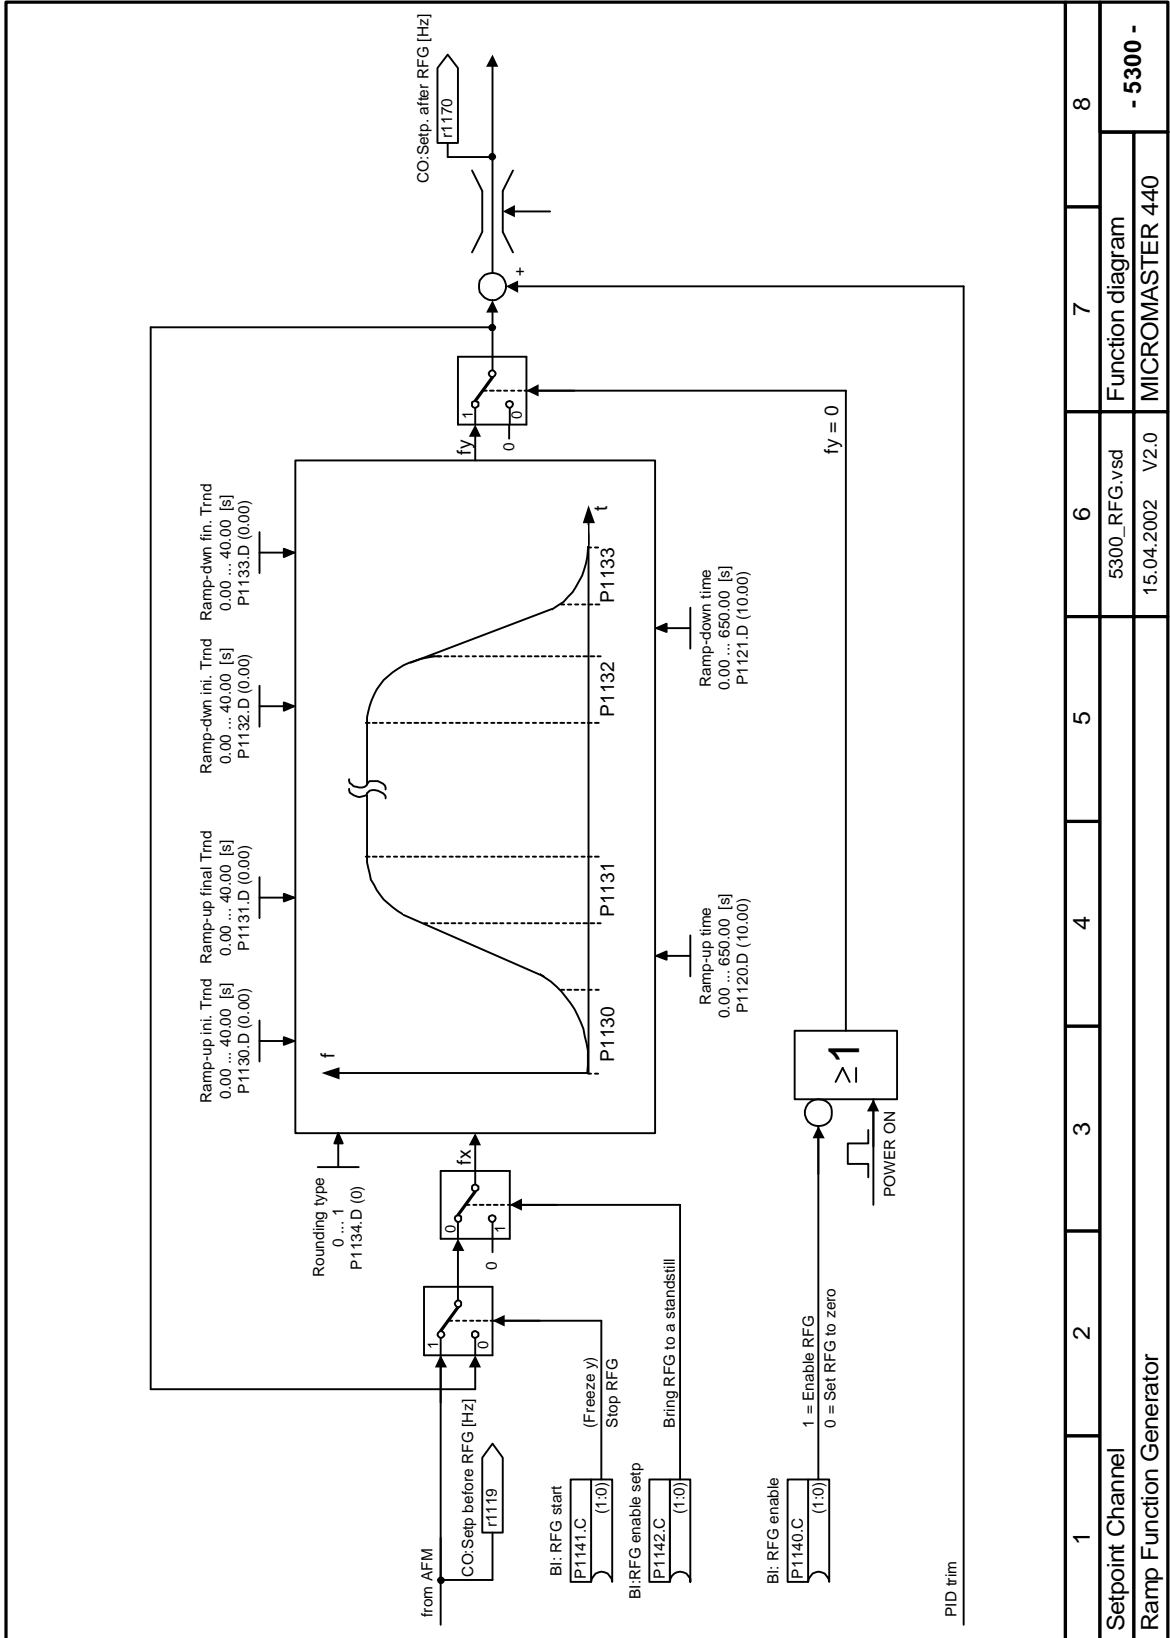 from AFM
CO:Setp before RFG [Hz]
r1119
BI: RFG start
P1141.C
(1:0)
(Freeze y)
Stop RFG
BI:RFG enable setp
P1142.C
(1:0)
Bring RFG to a standstill
BI: RFG enable
P1140.C
(1:0)
1 = Enable RFG
0 = Set RFG to zero
PID trim
1
0
0
1
0
fx
Rounding type
0 ... 1
P1134.D (0)
POWER ON
≥1
Ramp-up ini. Trnd
0.00 ... 40.00 [s]
P1130.D (0.00)
Ramp-up final Trnd
0.00 ... 40.00 [s]
P1131.D (0.00)
Ramp-dwn ini. Trnd
0.00 ... 40.00 [s]
P1132.D (0.00)
Ramp-dwn fin. Trnd
0.00 ... 40.00 [s]
P1133.D (0.00)
f
t
P1130
P1131
P1132
P1133
Ramp-up time
0.00 ... 650.00 [s]
P1120.D (10.00)
Ramp-down time
0.00 ... 650.00 [s]
P1121.D (10.00)
fy
1
0
0
fy = 0
+
CO:Setp. after RFG [Hz]
r1170
1 2 3 4 5 6 7 8
Setpoint Channel
5300_RFG.vsd
Function diagram
- 5300 -
Ramp Function Generator
15.04.2002 V2.0
MICROMASTER 440